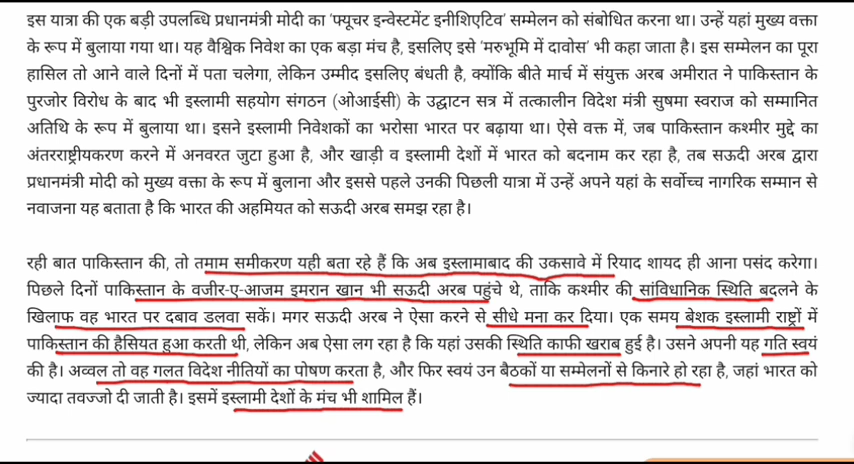 इस यात्रा की एक बड़ी उपलब्धि प्रधानमंत्री मोदी का 'फ्यूचर इन्वेस्टमेंट इनीशिएटिव' सम्मेलन को संबोधित करना था। उन्हें यहां मुख्य वक्ता
के रूप में बुलाया गया था। यह वैश्विक निवेश का एक बड़ा मंच है, इसलिए इसे 'मरुभूमि में दावोस' भी कहा जाता है। इस सम्मेलन का पूरा
हासिल तो आने वाले दिनों में पता चलेगा, लेकिन उम्मीद इसलिए बंधती है, क्योंकि बीते मार्च में संयुक्त अरब अमीरात ने पाकिस्तान के
पुरजोर विरोध के बाद भी इस्लामी सहयोग संगठन (ओआईसी) के उद्घाटन सत्र में तत्कालीन विदेश मंत्री सुषमा स्वराज को सम्मानित
अतिथि के रूप में बुलाया था। इसने इस्लामी निवेशकों का भरोसा भारत पर बढ़ाया था। ऐसे वक्त में, जब पाकिस्तान कश्मीर मुद्दे का
अंतरराष्ट्रीयकरण करने में अनवरत जुटा हुआ है, और खाड़ी व इस्लामी देशों में भारत को बदनाम कर रहा है, तब सऊदी अरब द्वारा
प्रधानमंत्री मोदी को मुख्य वक्ता के रूप में बुलाना और इससे पहले उनकी पिछली यात्रा में उन्हें अपने यहां के सर्वोच्च नागरिक सम्मान से
नवाजना यह बताता है कि भारत की अहमियत को सऊदी अरब समझ रहा है।
रही बात पाकिस्तान की, तो तमाम समीकरण यही बता रहे हैं कि अब इस्लामाबाद की उकसावे में रियाद शायद ही आना पसंद करेगा।
पिछले दिनों पाकिस्तान के वजीर-ए-आजम इमरान खान भी सऊदी अरब पहुंचे थे, ताकि कश्मीर की सांविधानिक स्थिति बदलने के
खिलाफ वह भारत पर दबाव डलवा सकें। मगर सऊदी अरब ने ऐसा करने से सीधे मना कर दिया। एक समय बेशक इस्लामी राष्ट्रों में
पाकिस्तान की हैसियत हुआ करती थी, लेकिन अब ऐसा लग रहा है कि यहां उसकी स्थिति काफी खराब हुई है। उसने अपनी यह गति स्वयं
की है। अव्वल तो वह गलत विदेश नीतियों का पोषण करता है, और फिर स्वयं उन बैठकों या सम्मेलनों से किनारे हो रहा है, जहां भारत को
ज्यादा तवज्जो दी जाती है। इसमें इस्लामी देशों के मंच भी शामिल हैं।